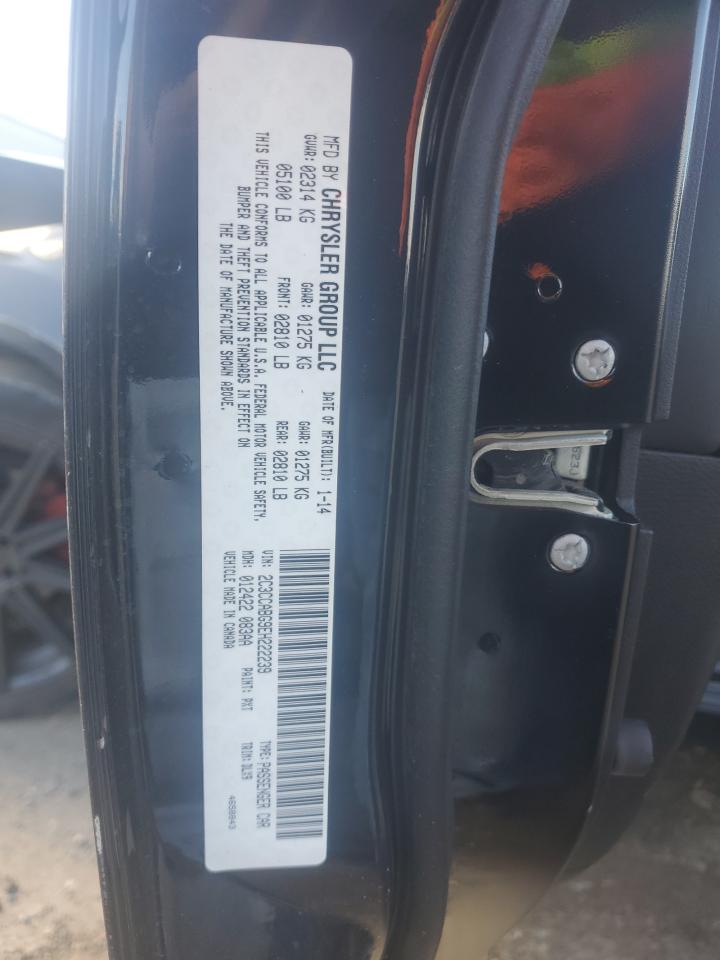 MFD BY CHRYSLER GROUP LLC DATE OF MFR(BUILT): 1-14
GVWR: 02314 KG GAWR: 01275 KG GAWR: 01275 KG
05100 LB FRONT: 02810 LB REAR: 02810 LB
THIS VEHICLE CONFORMS TO ALL APPLICABLE U.S.A. FEDERAL MOTOR VEHICLE SAFETY,
BUMPER AND THEFT PREVENTION STANDARDS IN EFFECT ON
THE DATE OF MANUFACTURE SHOWN ABOVE.
VIN: 2C3CCABG9EH222239 TYPE: PASSENGER CAR
MDH: 012422 083AA PAINT: PXT TRIM: DLX9
VEHICLE MADE IN CANADA 46580843